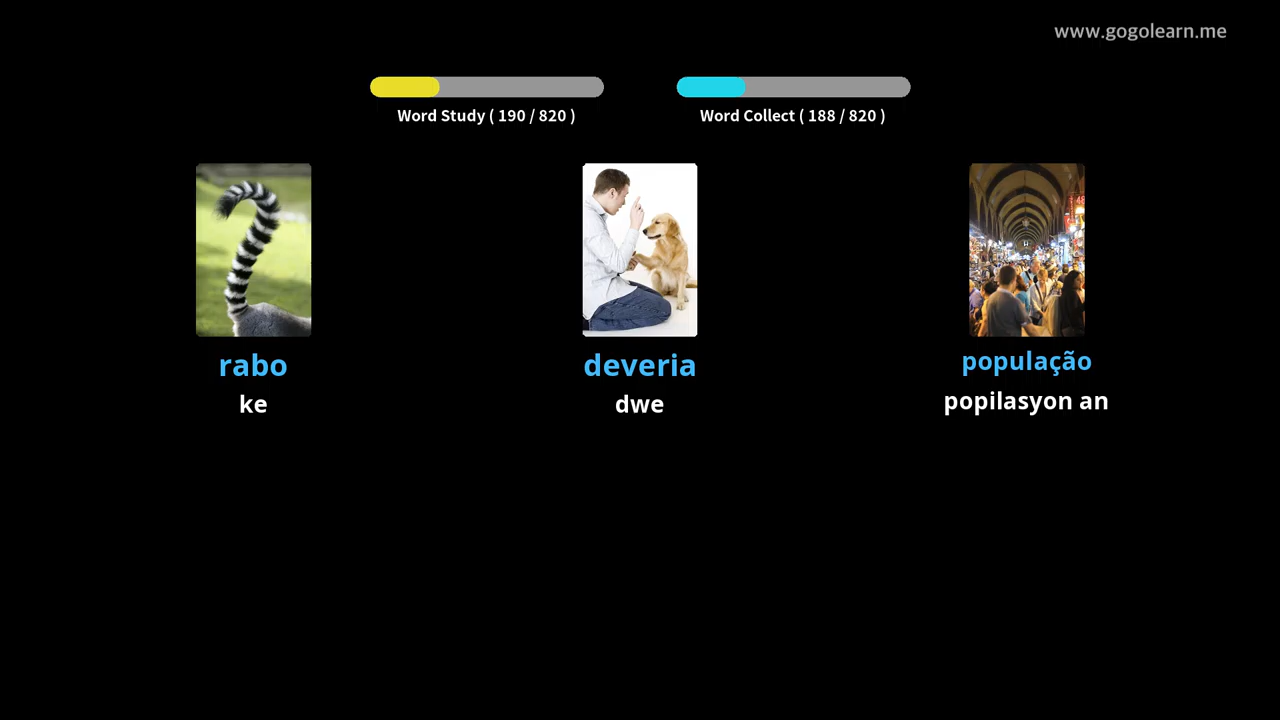 www.gogolearn.me
Word Study ( 190 / 820 )
Word Collect ( 188 / 820 )
rabo
ke
deveria
dwe
população
popilasyon an